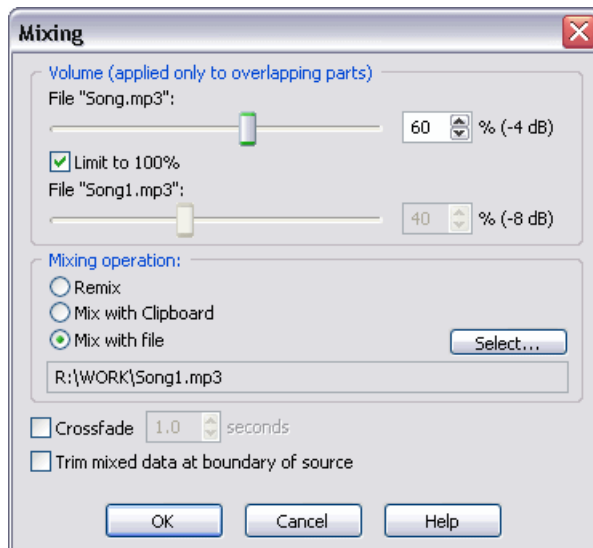 Mixing
Volume (applied only to overlapping parts)
File "Song.mp3":
60 % (-4 dB)
Limit to 100%
File "Song1.mp3":
40 % (-8 dB)
Mixing operation:
Remix
Mix with Clipboard
Mix with file
Select...
R:\WORK\Song1.mp3
Crossfade 1.0 seconds
Trim mixed data at boundary of source
OK Cancel Help